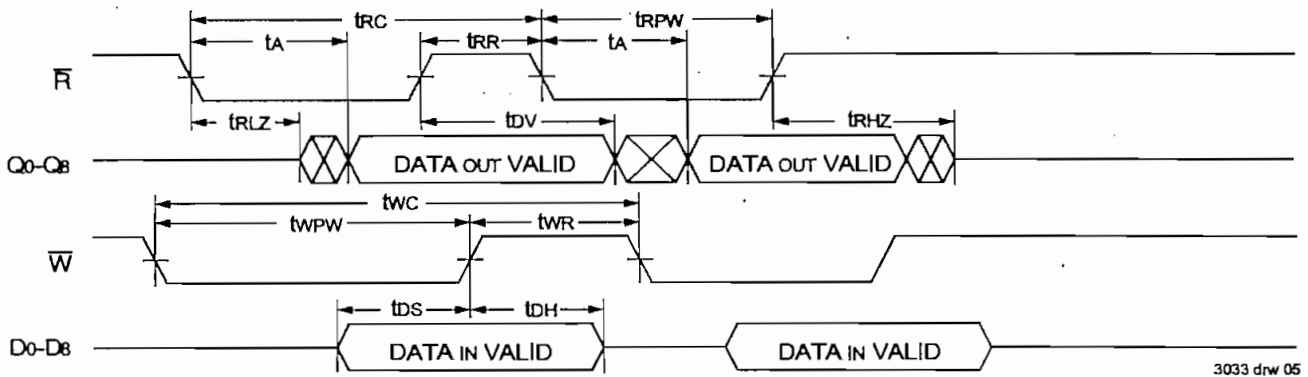 tRC tRPW
tA tRR tA
R
tRLZ tDV tRHZ
Q0-Q8 DATA OUT VALID DATA OUT VALID
tWC
tWPW tWR
W
tDS tDH
D0-D8 DATA IN VALID DATA IN VALID
3033 drw 05